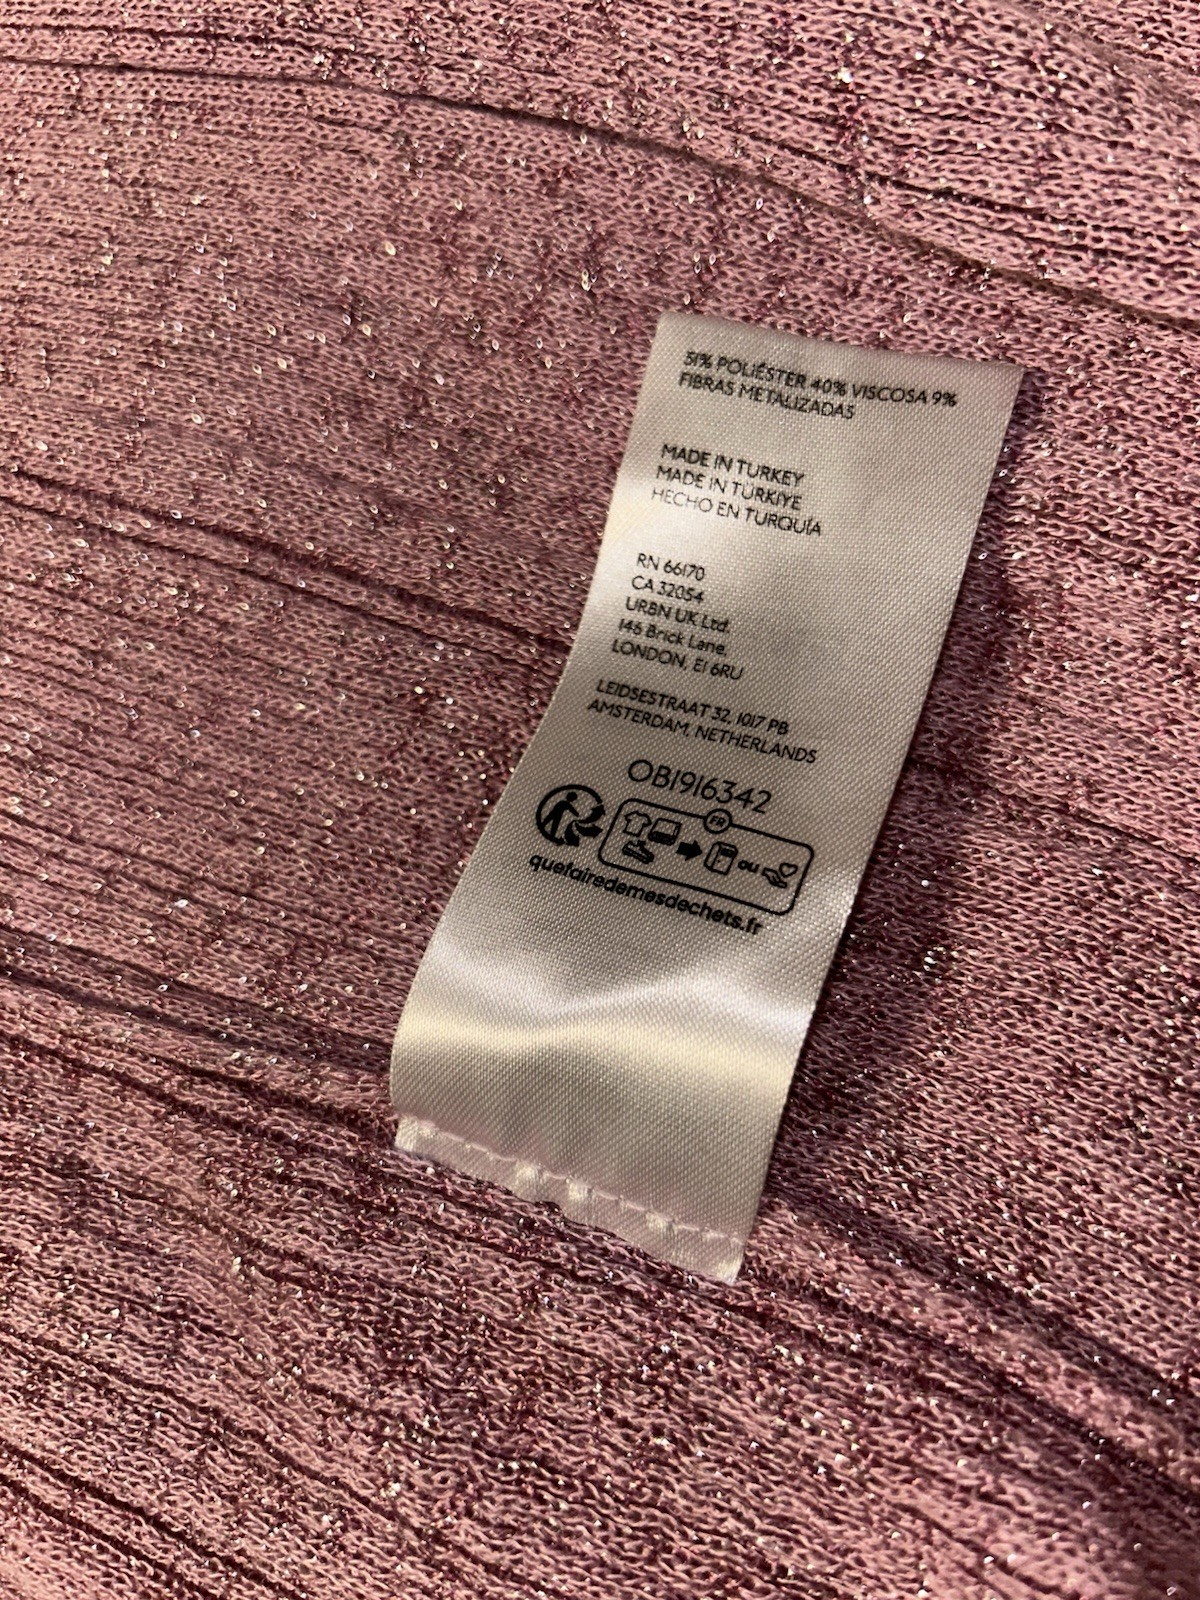 51% POLIÉSTER 40% VISCOSA 9%
FIBRAS METALIZADAS
MADE IN TURKEY
MADE IN TÜRKIYE
HECHO EN TURQUÍA
RN 66170
CA 32054
URBN UK Ltd.
146 Brick Lane,
LONDON, E1 6RU
LEIDSESTRAAT 32, 1017 PB
AMSTERDAM, NETHERLANDS
OB1916342
FR
ou
quefairedemesdechets.fr